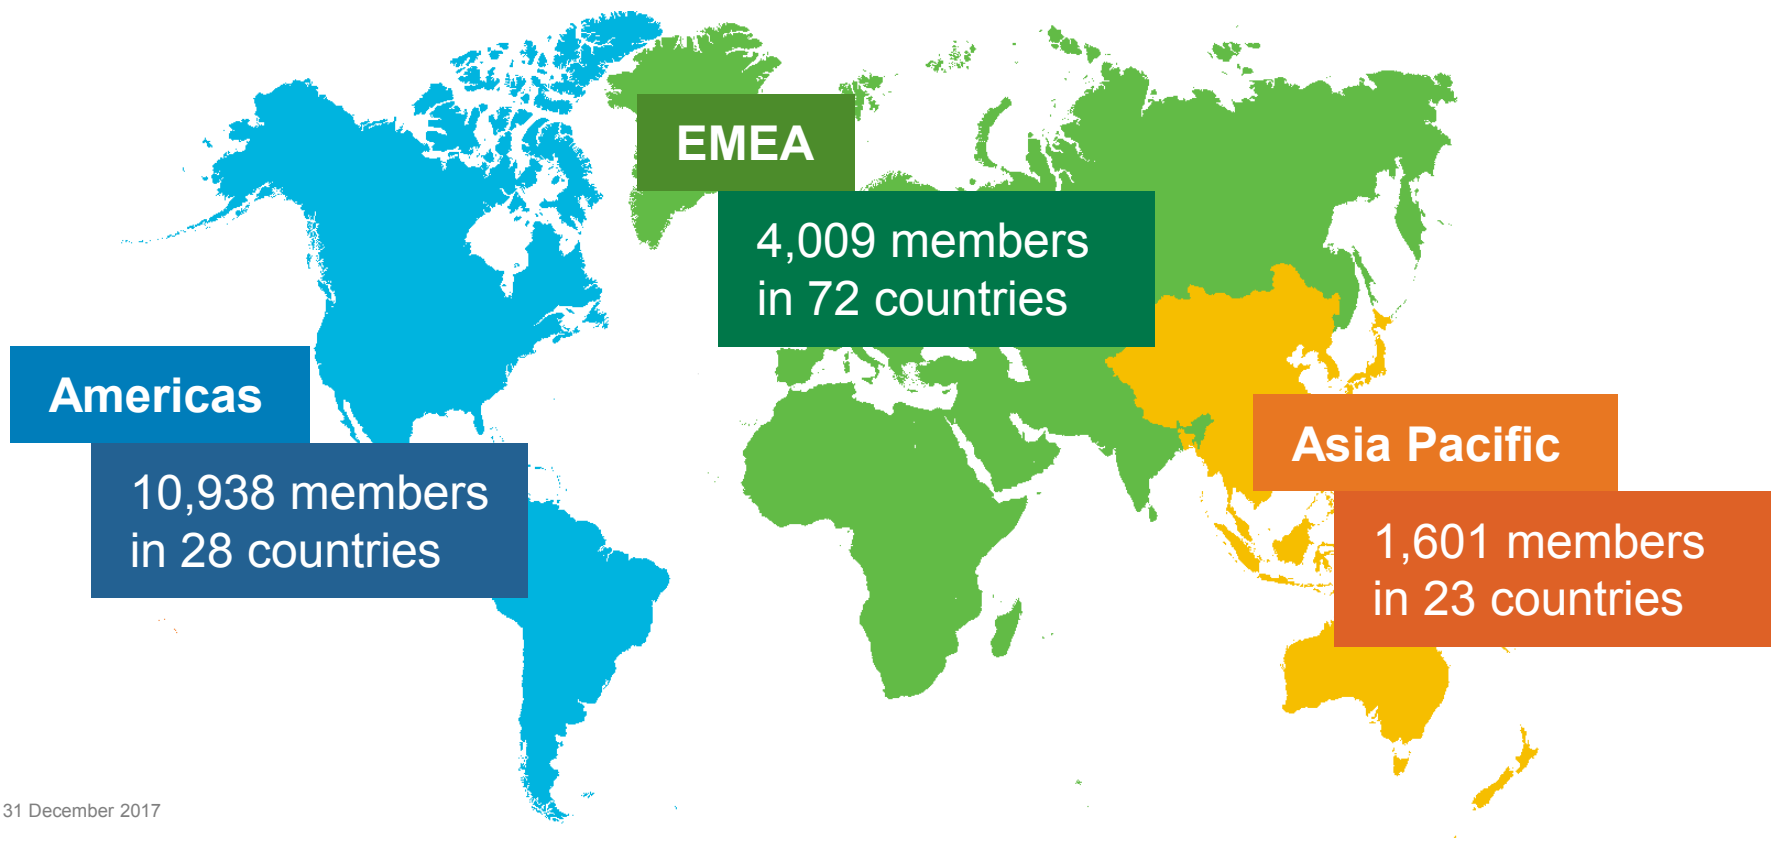 EMEA
4,009 members
in 72 countries
Americas
10,938 members
in 28 countries
Asia Pacific
1,601 members
in 23 countries
31 December 2017